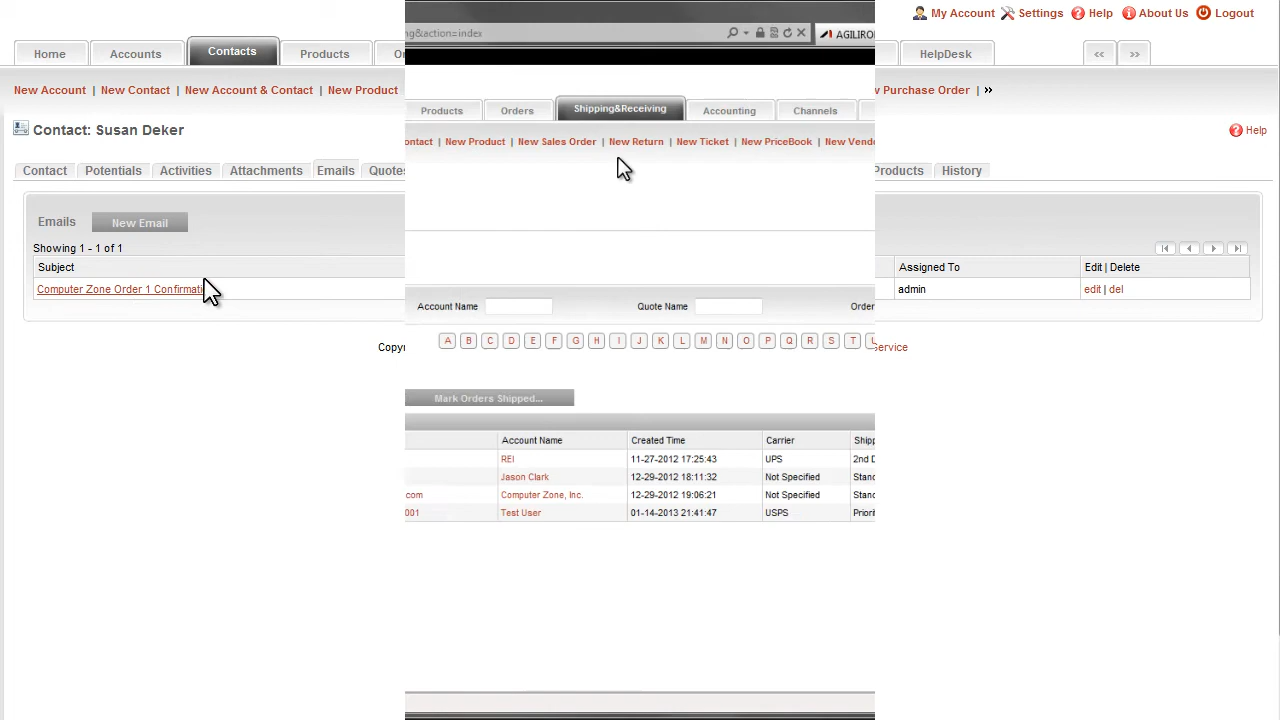 My Account Settings Help About Us Logout
ng&action=index
AGILIRO
Home Accounts Contacts Products Or HelpDesk << >>
New Account | New Contact | New Account & Contact | New Product
w Purchase Order | »
Products Orders Shipping&Receiving Accounting Channels
Contact: Susan Deker
Help
ontact | New Product | New Sales Order | New Return | New Ticket | New PriceBook | New Vend
Contact Potentials Activities Attachments Emails Quotes
Products History
Emails New Email
Showing 1 - 1 of 1
Subject
Assigned To Edit | Delete
Computer Zone Order 1 Confirmati
admin edit | del
Account Name Quote Name Order
A B C D E F G H I J K L M N O P Q R S T U
Copyr
Service
Mark Orders Shipped...
Account Name Created Time Carrier Shipp
REI 11-27-2012 17:25:43 UPS 2nd D
Jason Clark 12-29-2012 18:11:32 Not Specified Stand
com Computer Zone, Inc. 12-29-2012 19:06:21 Not Specified Stand
001 Test User 01-14-2013 21:41:47 USPS Priorit